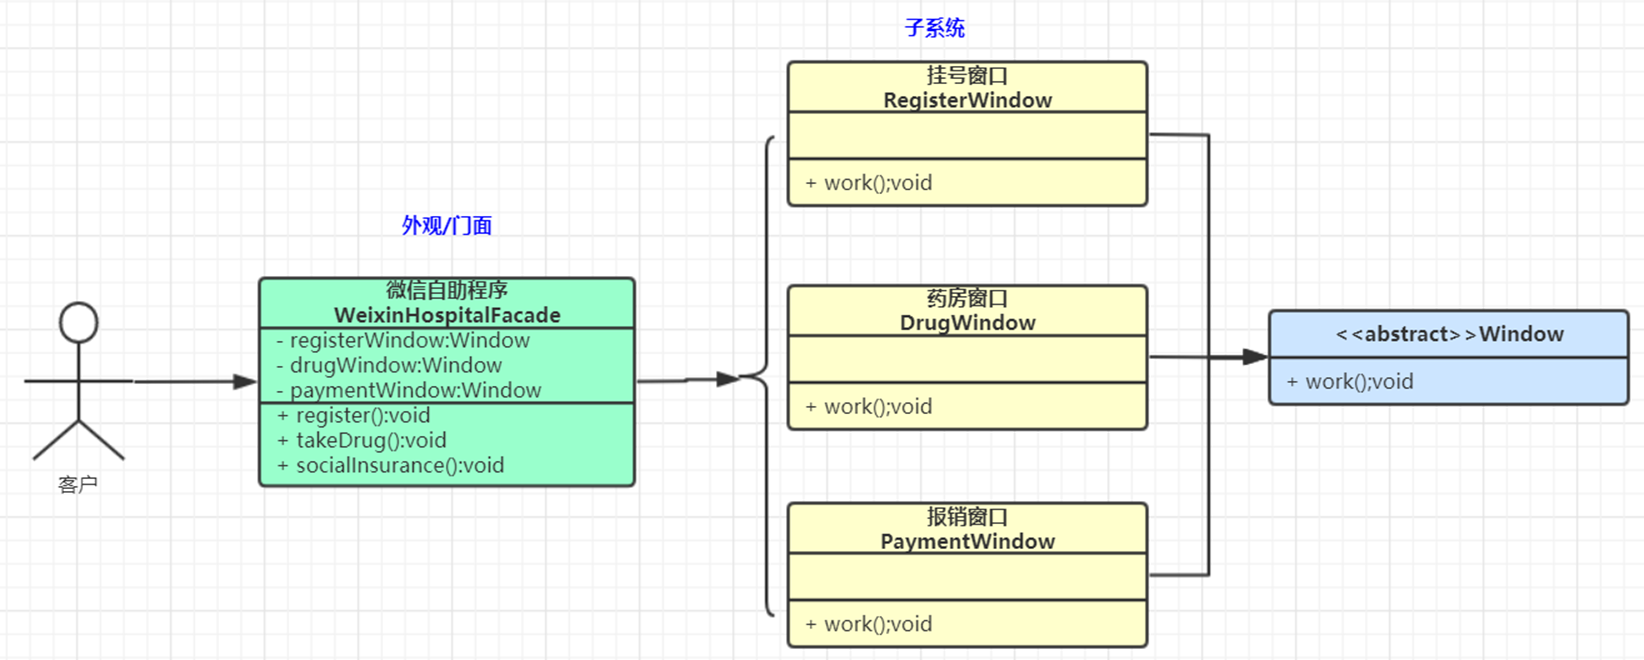 子系统
挂号窗口
RegisterWindow
+ work();void
外观/门面
微信自助程序
WeixinHospitalFacade
- registerWindow:Window
- drugWindow:Window
- paymentWindow:Window
+ register():void
+ takeDrug():void
+ socialInsurance():void
客户
药房窗口
DrugWindow
+ work();void
<<abstract>>Window
+ work();void
报销窗口
PaymentWindow
+ work();void